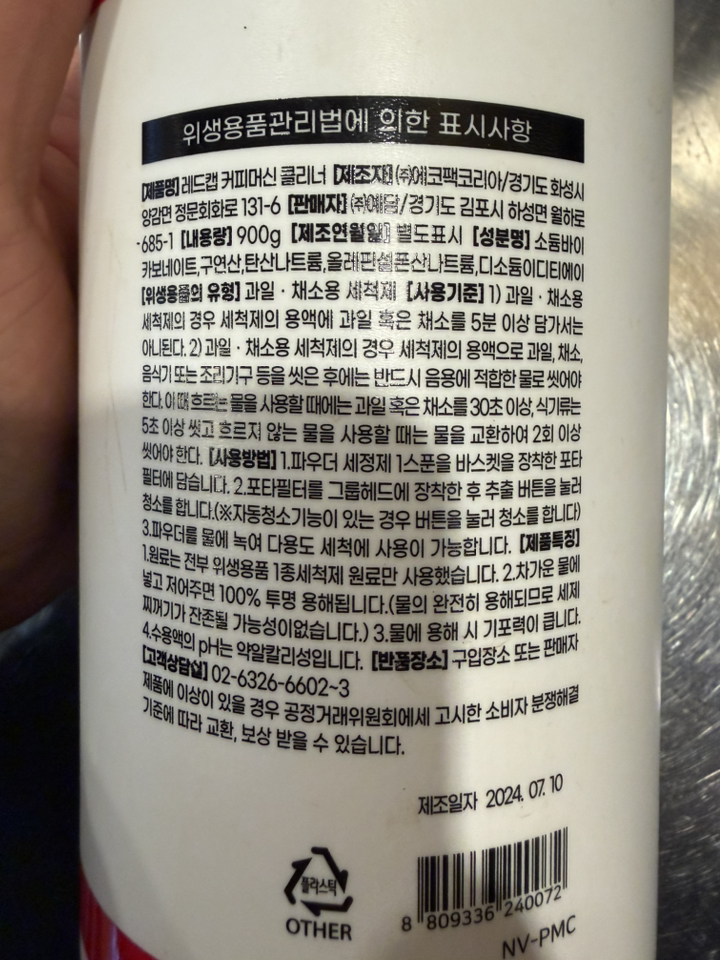 위생용품관리법에 의한 표시사항
[제품명] 레드캡 커피머신 클리너 [제조자] ㈜에코팩코리아/경기도 화성시
양감면 정문회화로 131-6 [판매자] ㈜예담/경기도 김포시 하성면 월하로
-685-1 [내용량] 900g [제조연월일] 별도표시 [성분명] 소듐바이
카보네이트,구연산,탄산나트륨,올레핀설폰산나트륨,디소듐이디티에이
[위생용품의 유형] 과일 · 채소용 세척제 [사용기준] 1) 과일 · 채소용
세척제의 경우 세척제의 용액에 과일 혹은 채소를 5분 이상 담가서는
아니된다. 2) 과일 · 채소용 세척제의 경우 세척제의 용액으로 과일, 채소,
음식기 또는 조리기구 등을 씻은 후에는 반드시 음용에 적합한 물로 씻어야
한다. 이 때 흐르는 물을 사용할 때에는 과일 혹은 채소를 30초 이상, 식기류는
5초 이상 씻고 흐르지 않는 물을 사용할 때는 물을 교환하여 2회 이상
씻어야 한다. [사용방법] 1.파우더 세정제 1스푼을 바스켓을 장착한 포타
필터에 담습니다. 2.포타필터를 그룹헤드에 장착한 후 추출 버튼을 눌러
청소를 합니다.(※자동청소기능이 있는 경우 버튼을 눌러 청소를 합니다)
3.파우더를 물에 녹여 다용도 세척에 사용이 가능합니다. [제품특징]
1.원료는 전부 위생용품 1종세척제 원료만 사용했습니다. 2.차가운 물에
넣고 저어주면 100% 투명 용해됩니다.(물의 완전히 용해되므로 세제
찌꺼기가 잔존될 가능성이없습니다.) 3.물에 용해 시 기포력이 큽니다.
4.수용액의 pH는 약알칼리성입니다. [반품장소] 구입장소 또는 판매자
[고객상담실] 02-6326-6602~3
제품에 이상이 있을 경우 공정거래위원회에세 고시한 소비자 분쟁해결
기준에 따라 교환, 보상 받을 수 있습니다.
제조일자 2024. 07. 10
플라스틱
OTHER
8 809336 240072
NV-PMC